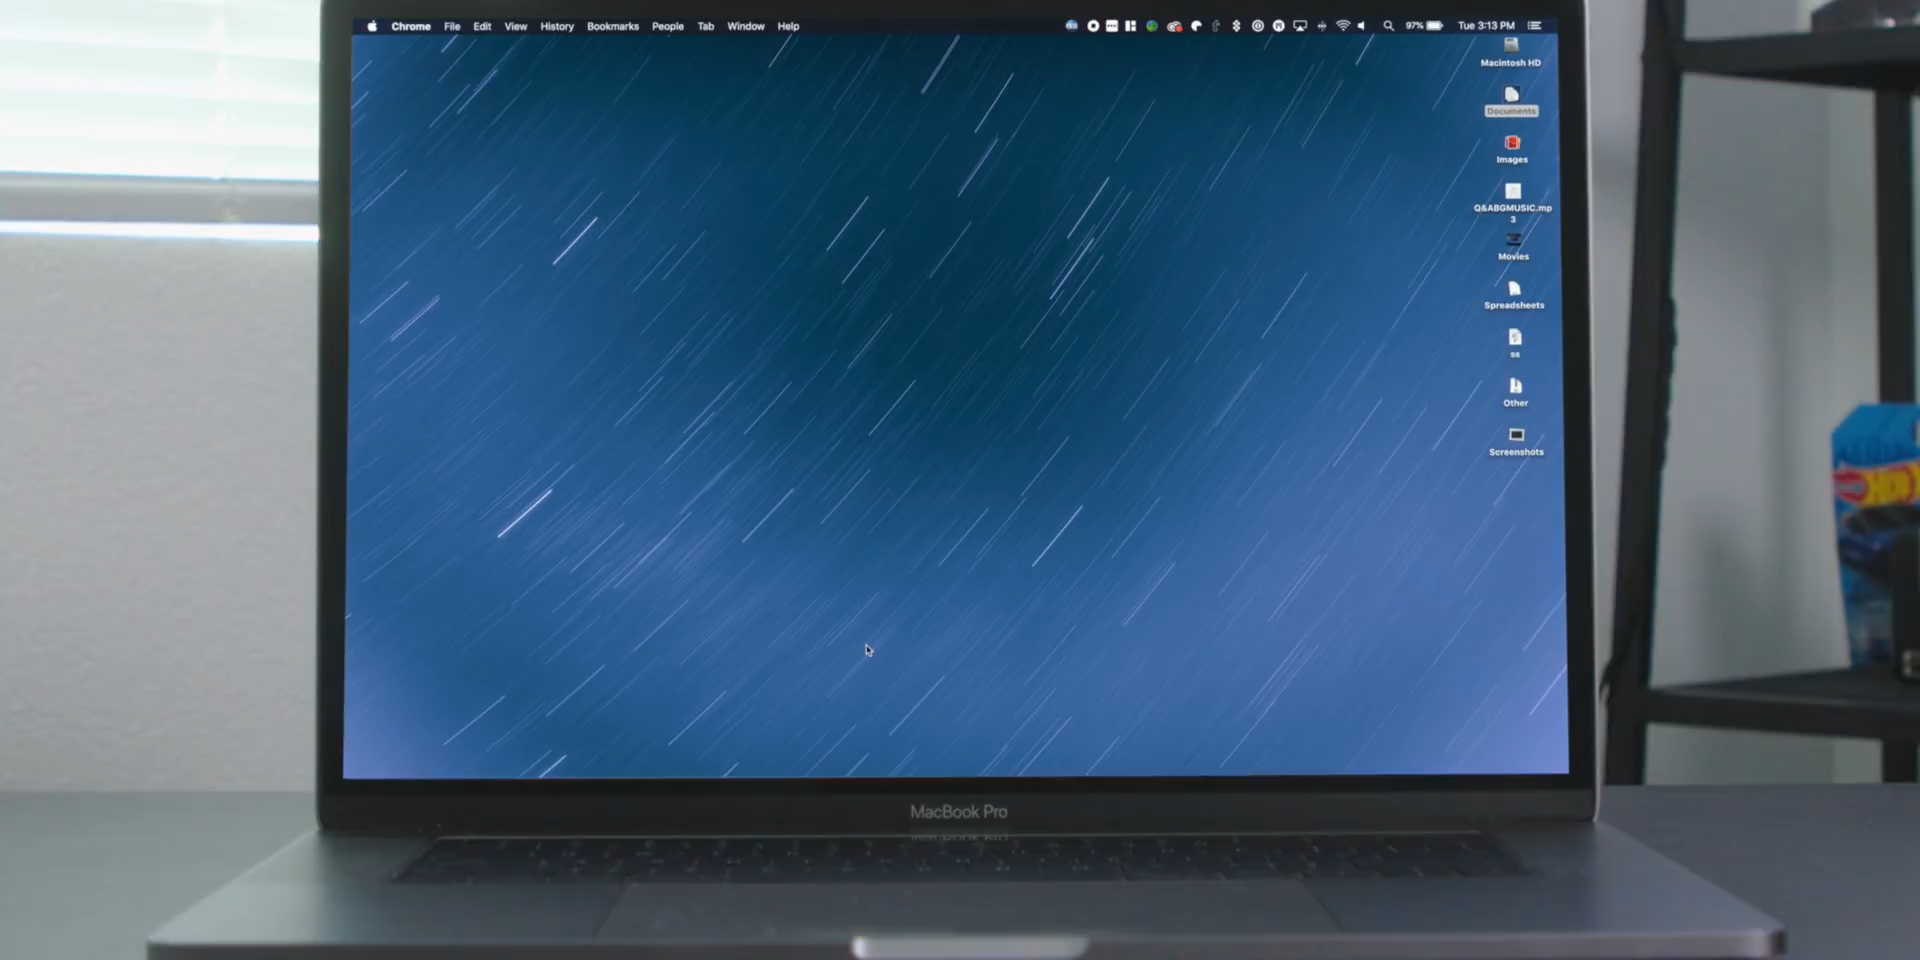 Chrome File Edit View History Bookmarks People Tab Window Help 97% Tue 3:13 PM
Macintosh HD
Documents
Images
Q&ABGMUSIC.mp
3
Movies
Spreadsheets
ss
Other
Screenshots
MacBook Pro
HOT